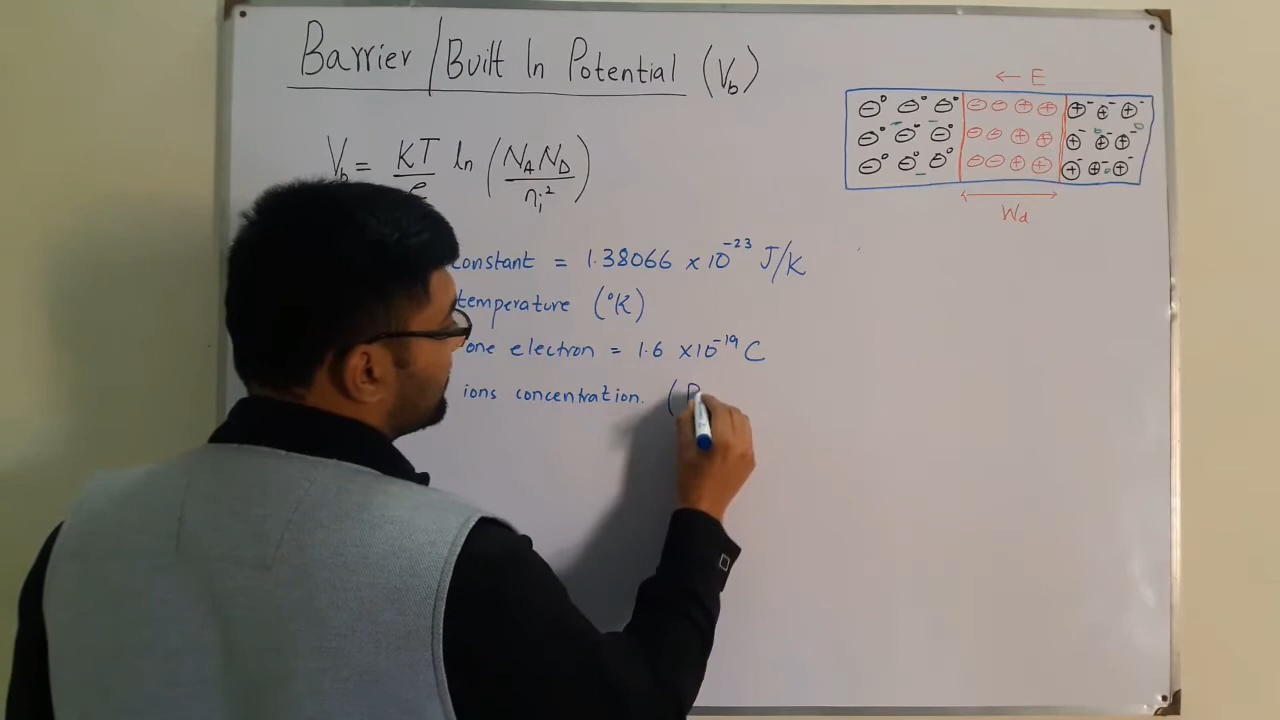 Barrier / Built In Potential (Vb)
← E
Vb = KT/e ln (NA ND / ni²)
Wd
constant = 1.38066 × 10⁻²³ J/K
temperature (°K)
one electron = 1.6 × 10⁻¹⁹ C
ions concentration. (P